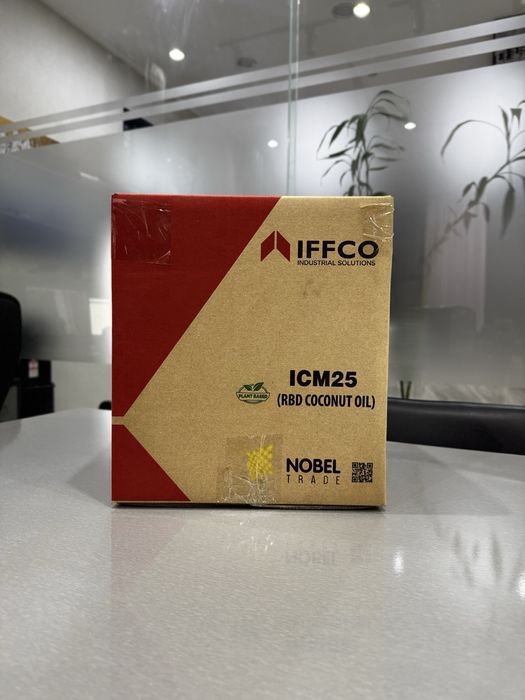 IFFCO
INDUSTRIAL SOLUTIONS
ICM25
PLANT BASED
(RBD COCONUT OIL)
NOBEL
TRADE